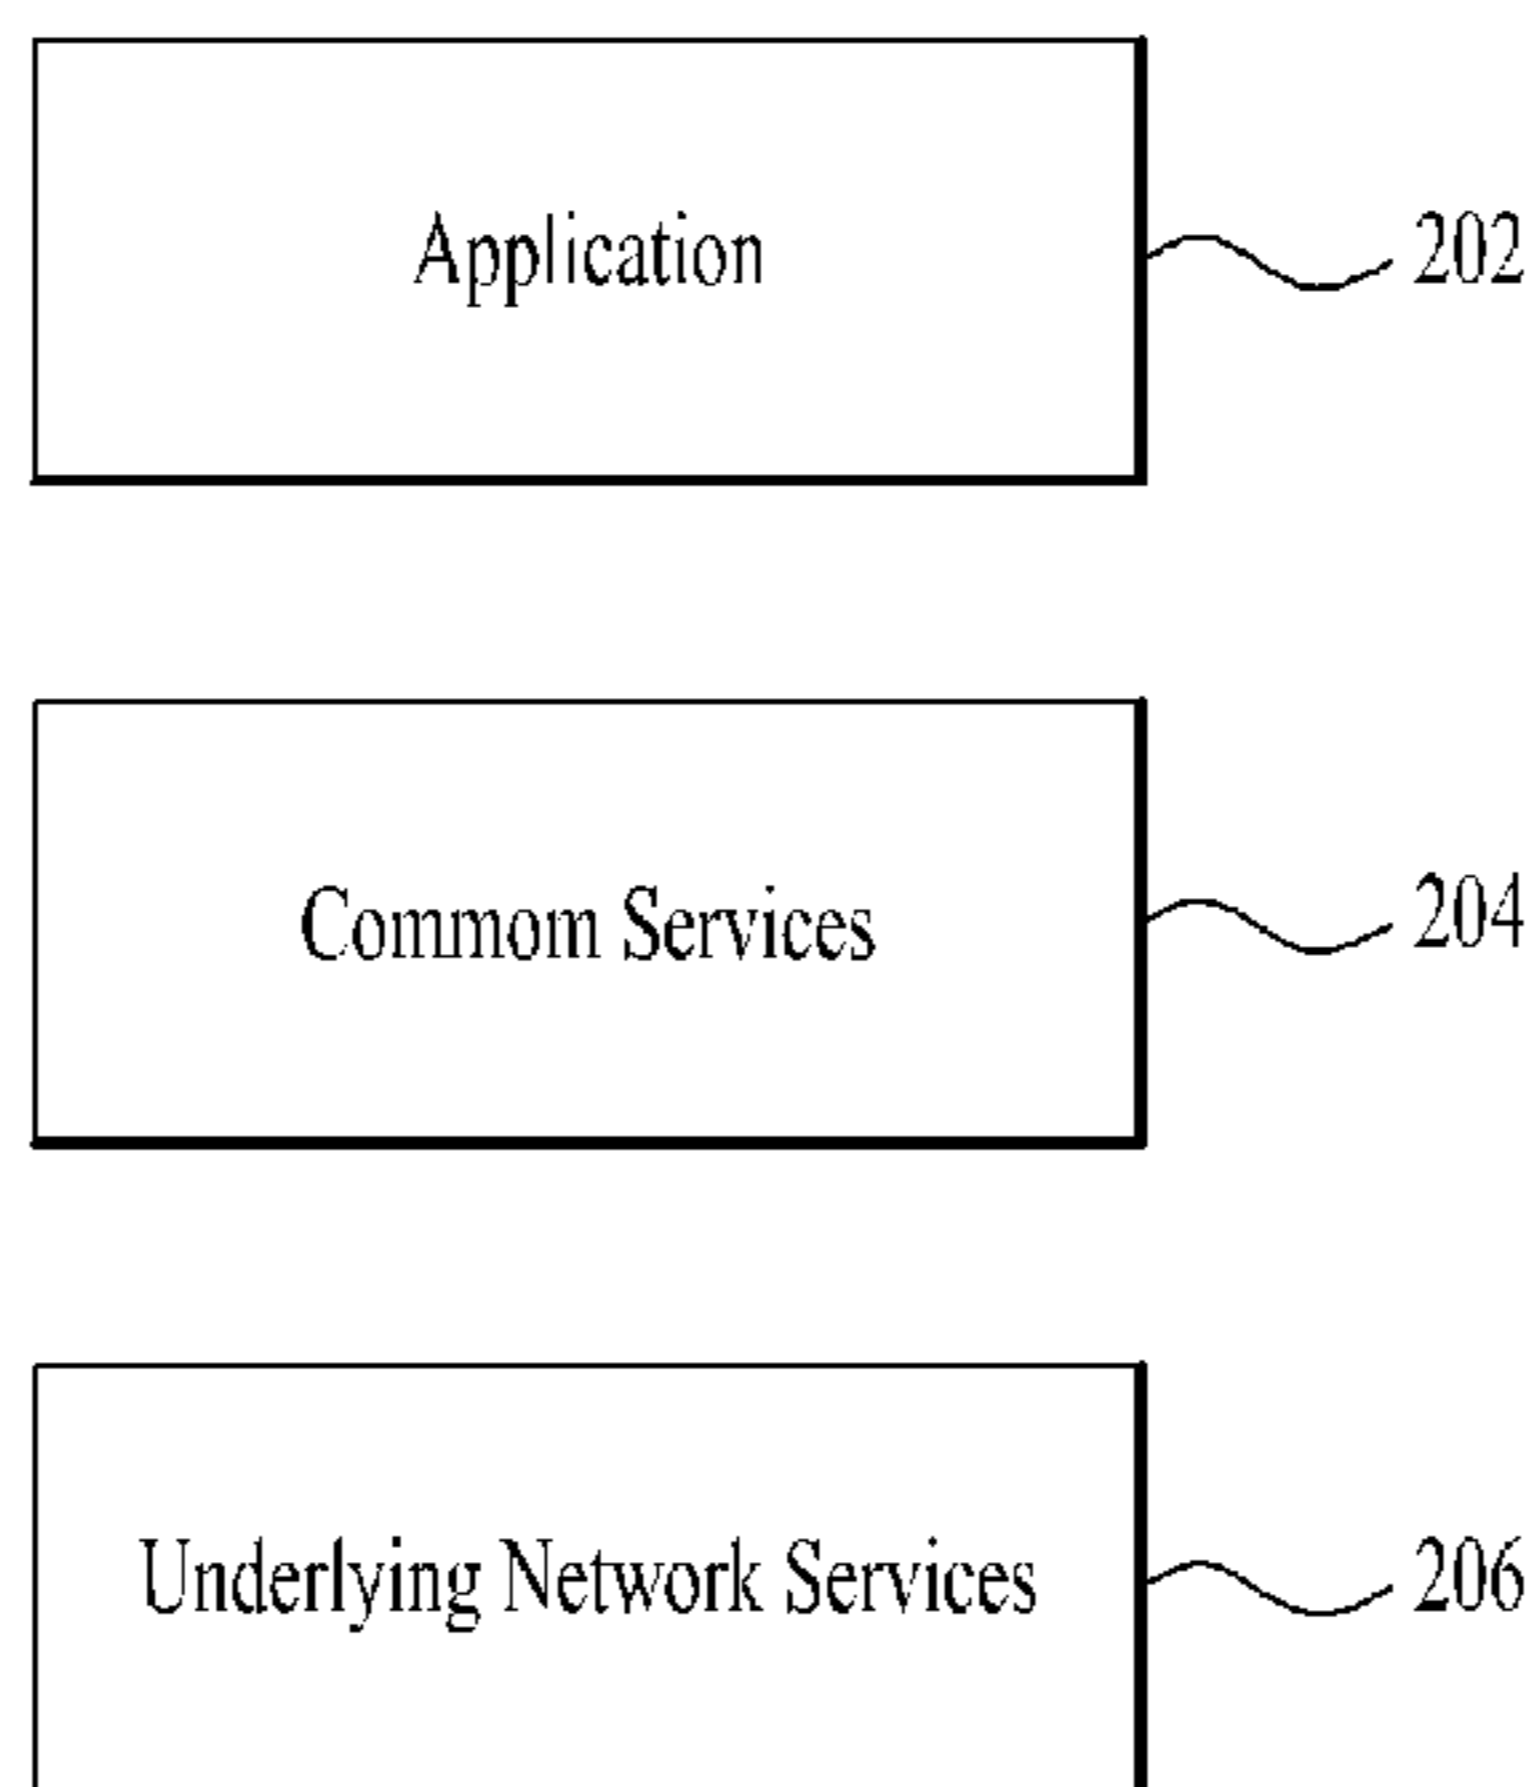 Application
202
Commom Services
204
Underlying Network Services
206